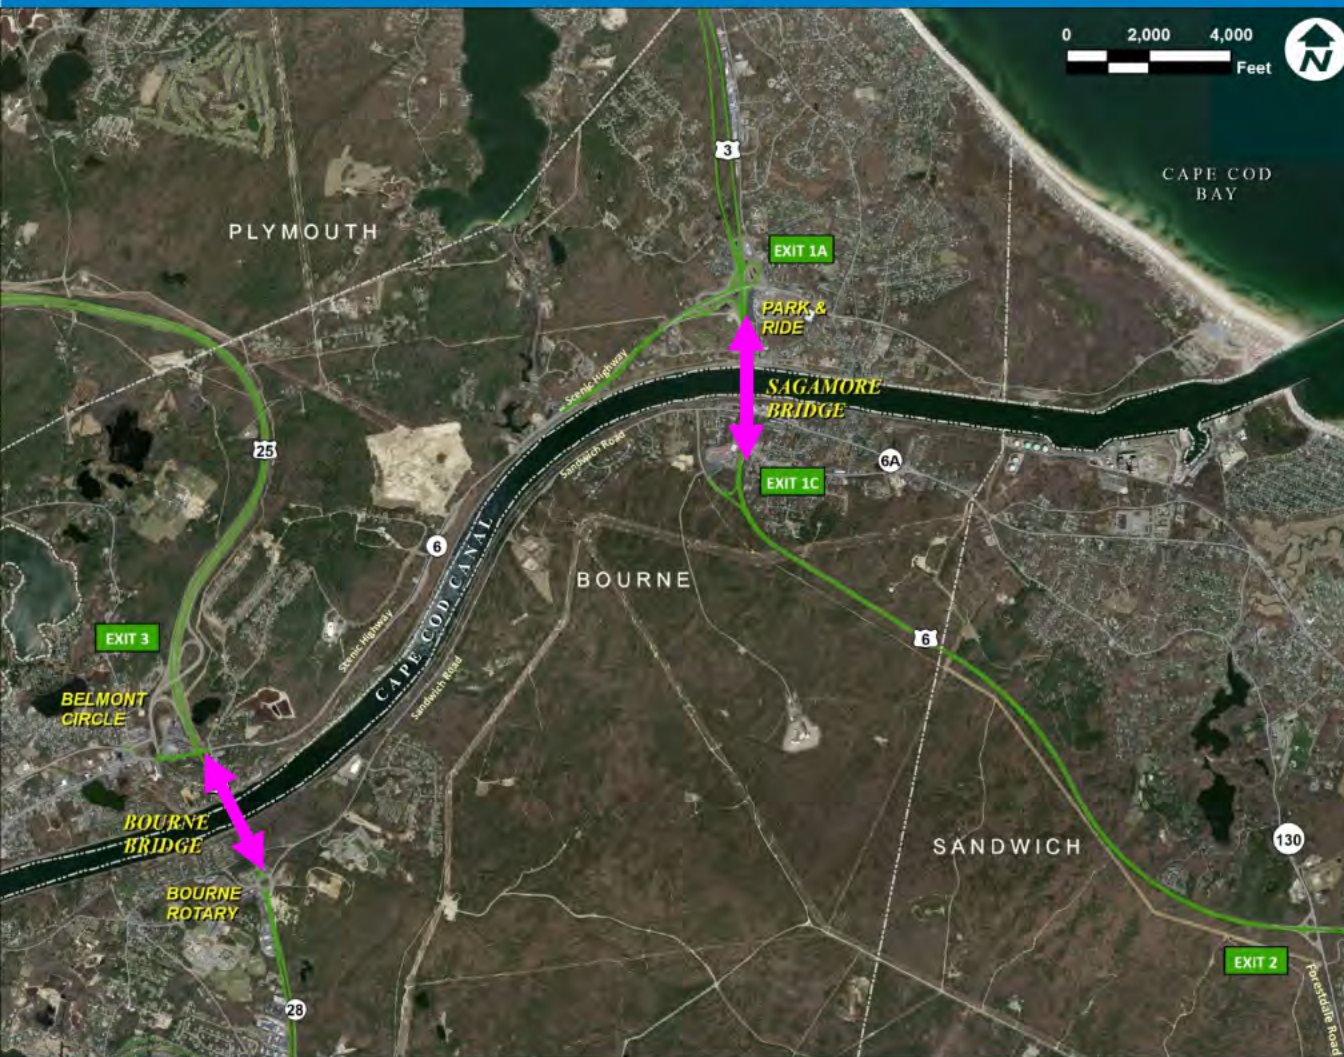 0 2,000 4,000
Feet
N
CAPE COD
BAY
3
PLYMOUTH
EXIT 1A
PARK &
RIDE
Scenic Highway
SAGAMORE
BRIDGE
25
Sandwich Road
6A
EXIT 1C
6
CAPE COD CANAL
BOURNE
EXIT 3
Scenic Highway
6
BELMONT
CIRCLE
Sandwich Road
BOURNE
BRIDGE
SANDWICH
130
BOURNE
ROTARY
EXIT 2
Forestdale Road
28